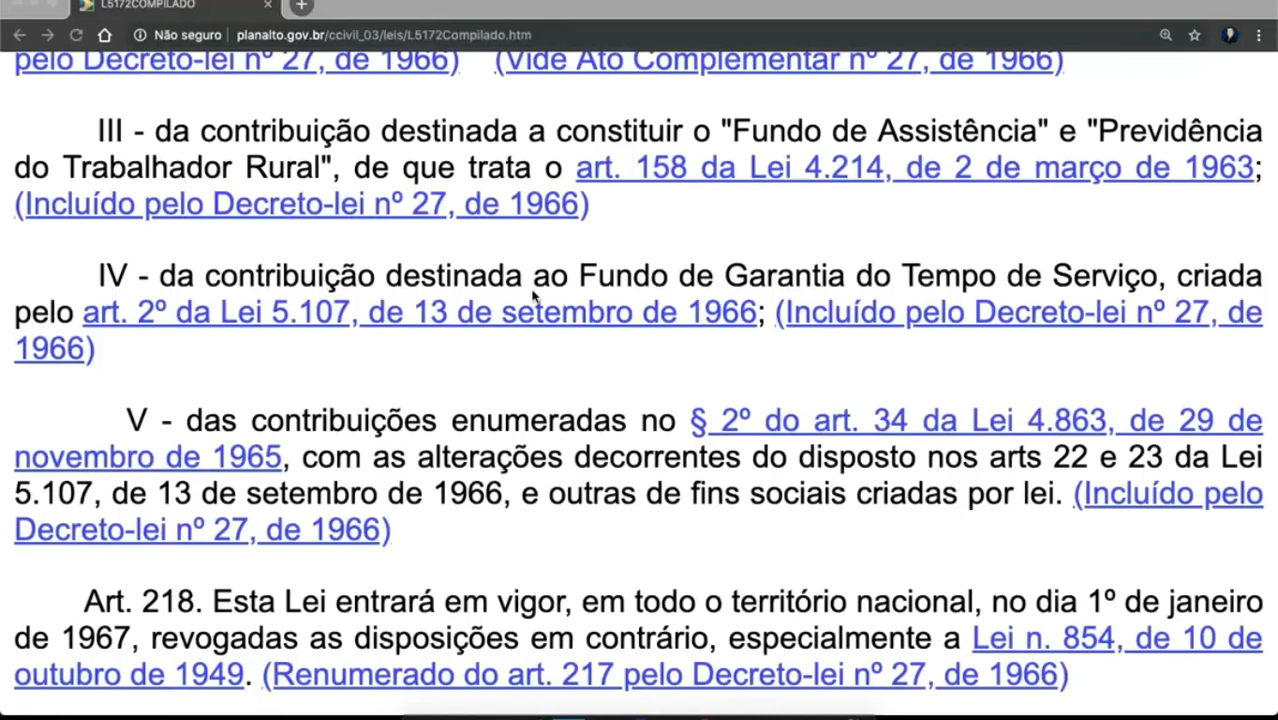 L5172COMPILADO
Não seguro planalto.gov.br/ccivil_03/leis/L5172Compilado.htm
pelo Decreto-lei nº 27, de 1966) (Vide Ato Complementar nº 27, de 1966)
III - da contribuição destinada a constituir o "Fundo de Assistência" e "Previdência
do Trabalhador Rural", de que trata o art. 158 da Lei 4.214, de 2 de março de 1963;
(Incluído pelo Decreto-lei nº 27, de 1966)
IV - da contribuição destinada ao Fundo de Garantia do Tempo de Serviço, criada
pelo art. 2º da Lei 5.107, de 13 de setembro de 1966; (Incluído pelo Decreto-lei nº 27, de
1966)
V - das contribuições enumeradas no § 2º do art. 34 da Lei 4.863, de 29 de
novembro de 1965, com as alterações decorrentes do disposto nos arts 22 e 23 da Lei
5.107, de 13 de setembro de 1966, e outras de fins sociais criadas por lei. (Incluído pelo
Decreto-lei nº 27, de 1966)
Art. 218. Esta Lei entrará em vigor, em todo o território nacional, no dia 1º de janeiro
de 1967, revogadas as disposições em contrário, especialmente a Lei n. 854, de 10 de
outubro de 1949. (Renumerado do art. 217 pelo Decreto-lei nº 27, de 1966)